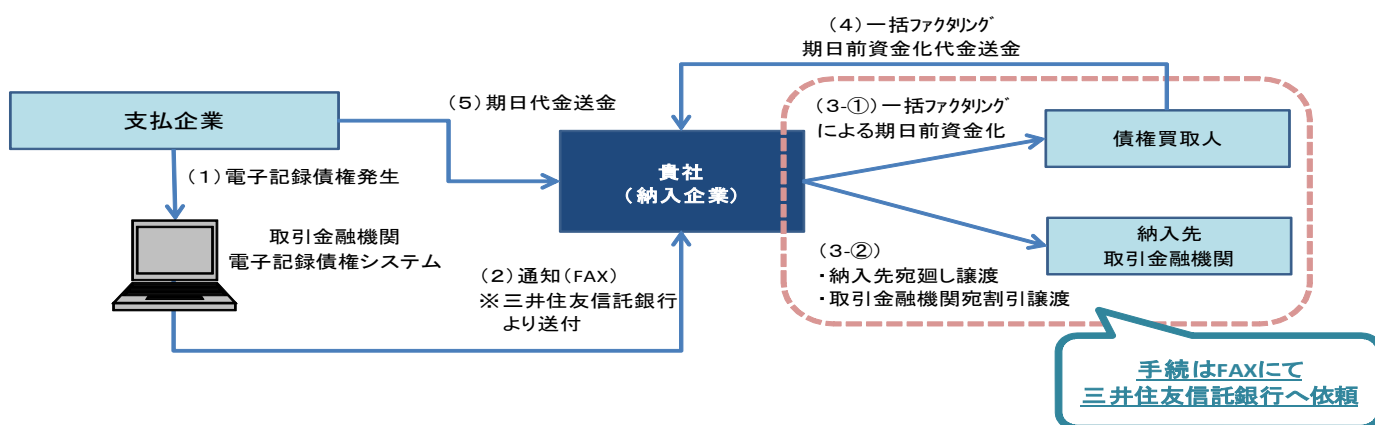 (4)一括ファクタリング
期日前資金化代金送金
(5)期日代金送金
(3-①)一括ファクタリング
による期日前資金化
支払企業
債権買取人
貴社
(納入企業)
(1)電子記録債権発生
取引金融機関
電子記録債権システム
(2)通知(FAX)
※三井住友信託銀行
より送付
(3-②)
・納入先宛廻し譲渡
・取引金融機関宛割引譲渡
納入先
取引金融機関
手続はFAXにて
三井住友信託銀行へ依頼